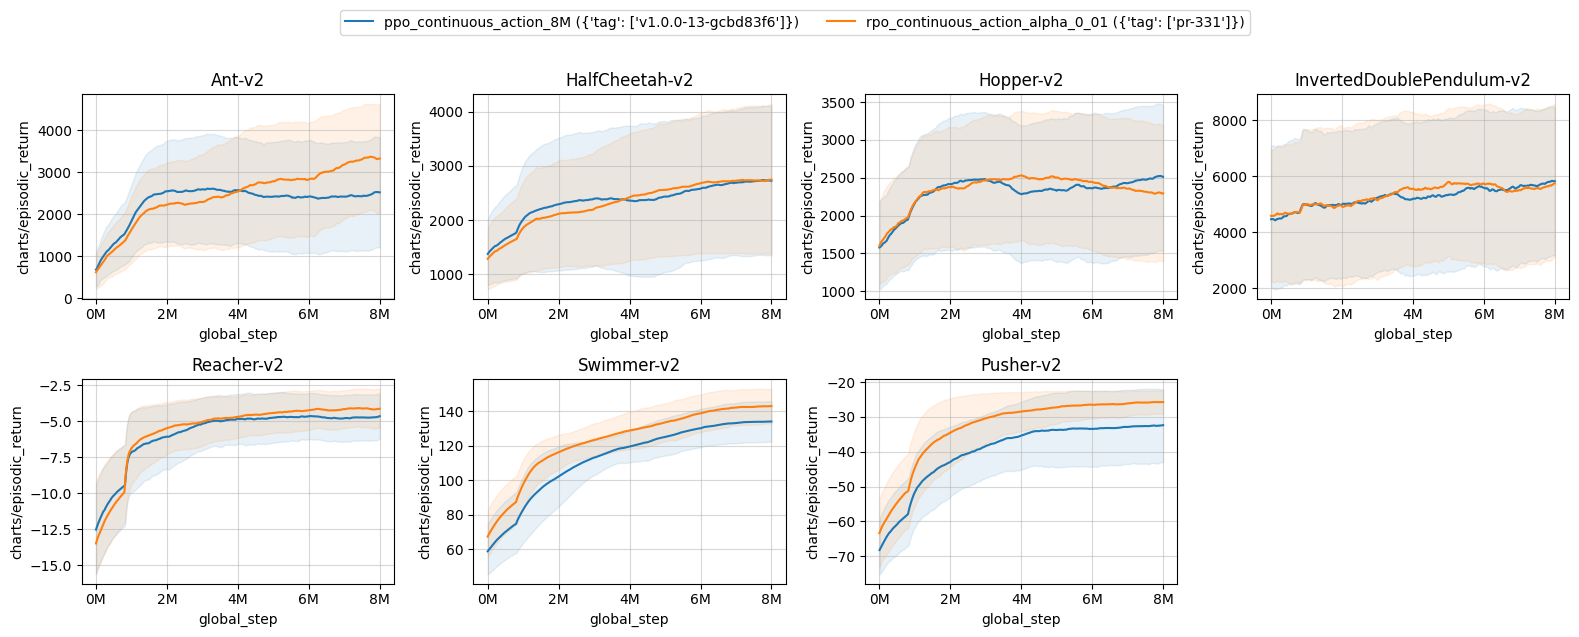 ppo_continuous_action_8M ({'tag': ['v1.0.0-13-gcbd83f6']})
rpo_continuous_action_alpha_0_01 ({'tag': ['pr-331']})
Ant-v2
charts/episodic_return
4000
3000
2000
1000
0
0M 2M 4M 6M 8M
global_step
HalfCheetah-v2
charts/episodic_return
4000
3000
2000
1000
0M 2M 4M 6M 8M
global_step
Hopper-v2
charts/episodic_return
3500
3000
2500
2000
1500
1000
0M 2M 4M 6M 8M
global_step
InvertedDoublePendulum-v2
charts/episodic_return
8000
6000
4000
2000
0M 2M 4M 6M 8M
global_step
Reacher-v2
charts/episodic_return
−2.5
−5.0
−7.5
−10.0
−12.5
−15.0
0M 2M 4M 6M 8M
global_step
Swimmer-v2
charts/episodic_return
140
120
100
80
60
0M 2M 4M 6M 8M
global_step
Pusher-v2
charts/episodic_return
−20
−30
−40
−50
−60
−70
0M 2M 4M 6M 8M
global_step